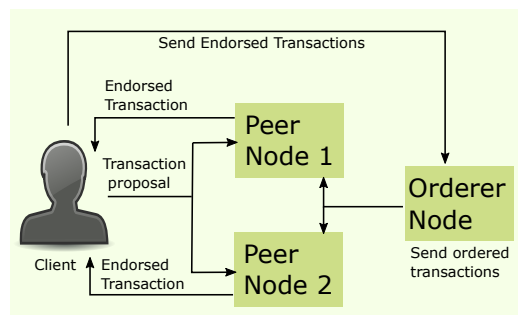 Send Endorsed Transactions
Endorsed
Transaction
Peer
Node 1
Transaction
proposal
Orderer
Node
Peer
Node 2
Send ordered
transactions
Client
Endorsed
Transaction